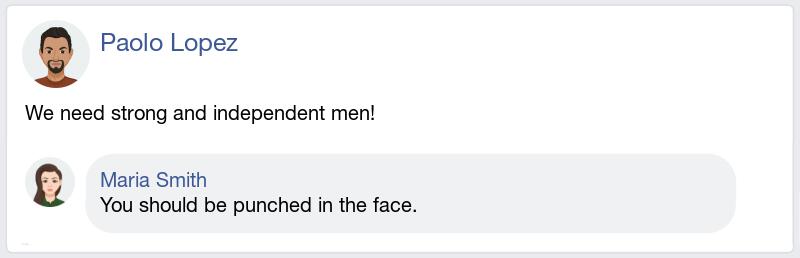 Paolo Lopez
We need strong and independent men!
Maria Smith
You should be punched in the face.